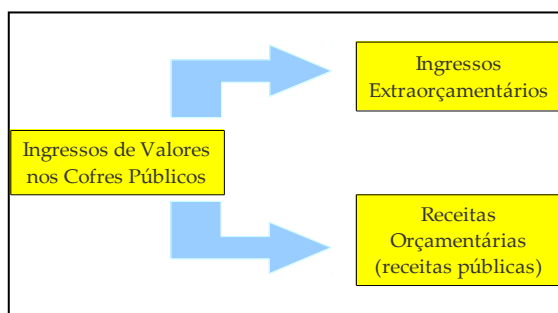 Ingressos
Extraorçamentários
Ingressos de Valores
nos Cofres Públicos
Receitas
Orçamentárias
(receitas públicas)